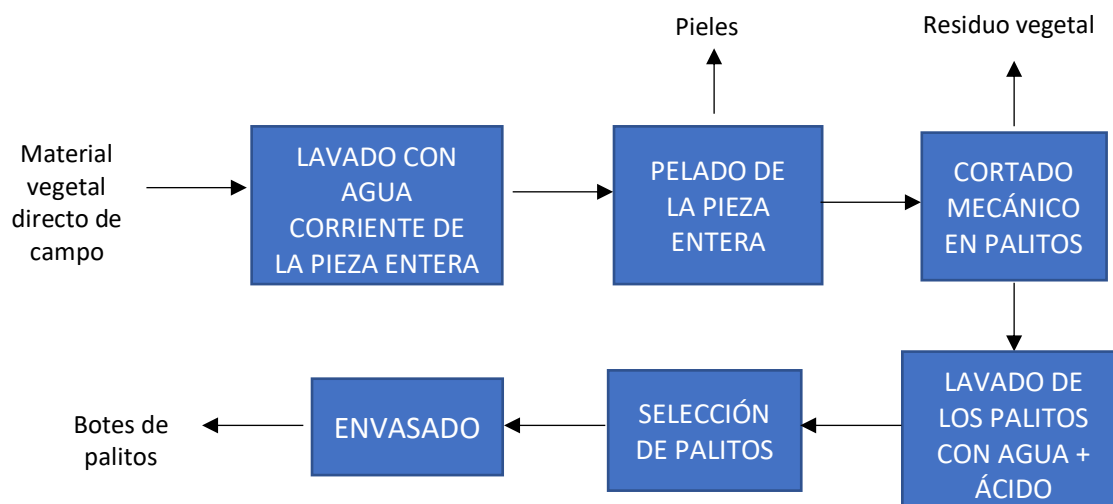 Pieles
Residuo vegetal
Material
vegetal
directo de
campo
LAVADO CON
AGUA
CORRIENTE DE
LA PIEZA ENTERA
PELADO DE
LA PIEZA
ENTERA
CORTADO
MECÁNICO
EN PALITOS
LAVADO DE
LOS PALITOS
CON AGUA +
ÁCIDO
SELECCIÓN
DE PALITOS
ENVASADO
Botes de
palitos